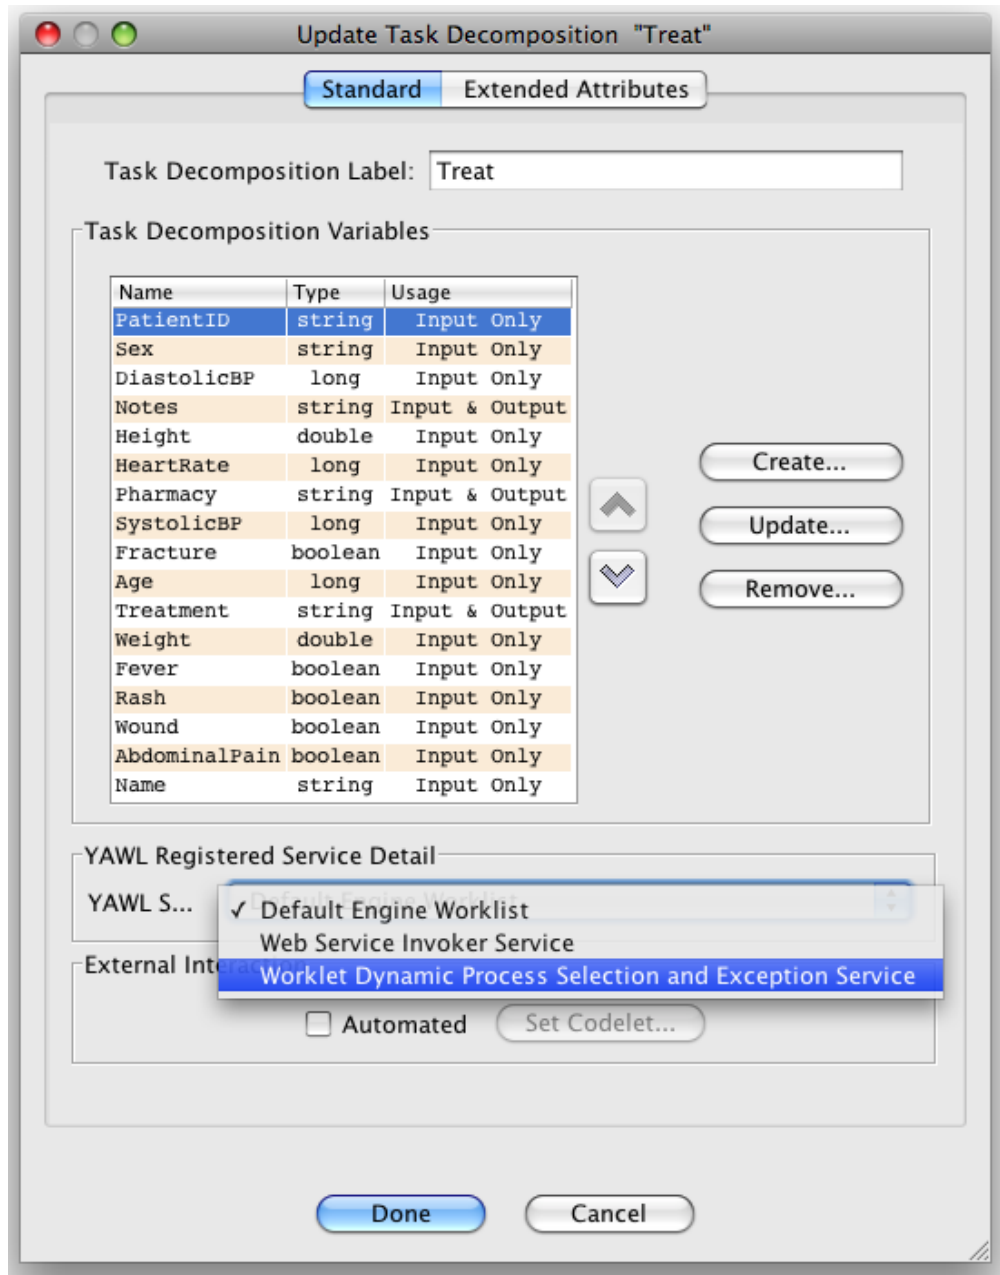 Update Task Decomposition "Treat"
Standard Extended Attributes
Task Decomposition Label: Treat
Task Decomposition Variables
Name Type Usage
PatientID string Input Only
Sex string Input Only
DiastolicBP long Input Only
Notes string Input & Output
Height double Input Only
HeartRate long Input Only
Pharmacy string Input & Output
SystolicBP long Input Only
Fracture boolean Input Only
Age long Input Only
Treatment string Input & Output
Weight double Input Only
Fever boolean Input Only
Rash boolean Input Only
Wound boolean Input Only
AbdominalPain boolean Input Only
Name string Input Only
Create...
Update...
Remove...
YAWL Registered Service Detail
YAWL S... Default Engine Worklist
✓ Default Engine Worklist
Web Service Invoker Service
External Interaction
Worklet Dynamic Process Selection and Exception Service
Automated Set Codelet...
Done Cancel